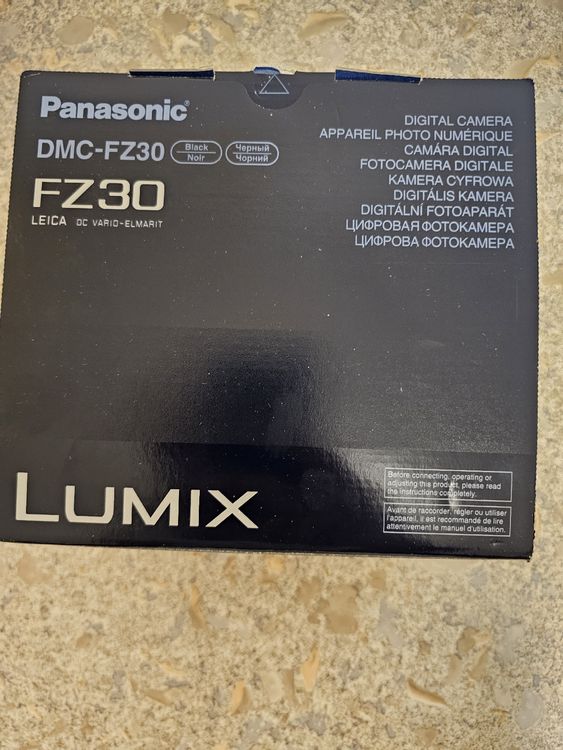 Panasonic®
DMC-FZ30
Black
Noir
Черный
Чорний
FZ30
LEICA DC VARIO-ELMARIT
DIGITAL CAMERA
APPAREIL PHOTO NUMÉRIQUE
CAMÁRA DIGITAL
FOTOCAMERA DIGITALE
KAMERA CYFROWA
DIGITÁLIS KAMERA
DIGITÁLNÍ FOTOAPARÁT
ЦИФРОВАЯ ФОТОКАМЕРА
ЦИФРОВА ФОТОКАМЕРА
LUMIX
Before connecting, operating or
adjusting this product, please read
the instructions completely.
Avant de raccorder, régler ou utiliser
l'appareil, il est recommandé de lire
attentivement le manuel d'utilisation.